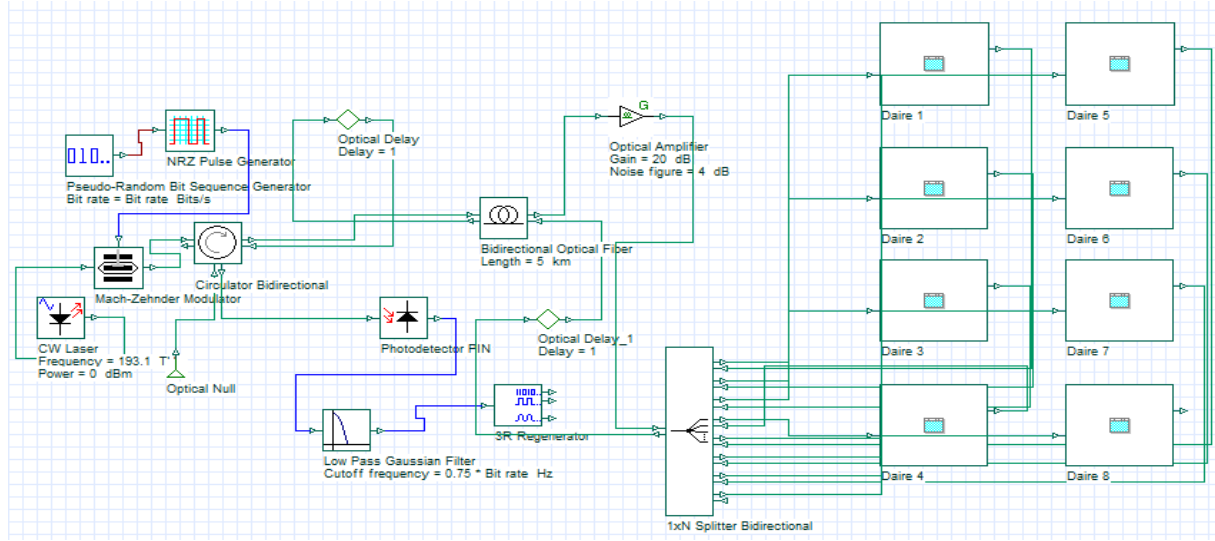 G
Optical Delay
Delay = 1
Optical Amplifier
Gain = 20 dB
Noise figure = 4 dB
010..
NRZ Pulse Generator
Pseudo-Random Bit Sequence Generator
Bit rate = Bit rate Bits/s
Bidirectional Optical Fiber
Length = 5 km
Circulator Bidirectional
Mach-Zehnder Modulator
CW Laser
Frequency = 193.1 T
Power = 0 dBm
Optical Null
Photodetector PIN
Optical Delay_1
Delay = 1
3R Regenerator
Low Pass Gaussian Filter
Cutoff frequency = 0.75 * Bit rate Hz
1xN Splitter Bidirectional
Daire 1
Daire 5
Daire 2
Daire 6
Daire 3
Daire 7
Daire 4
Daire 8